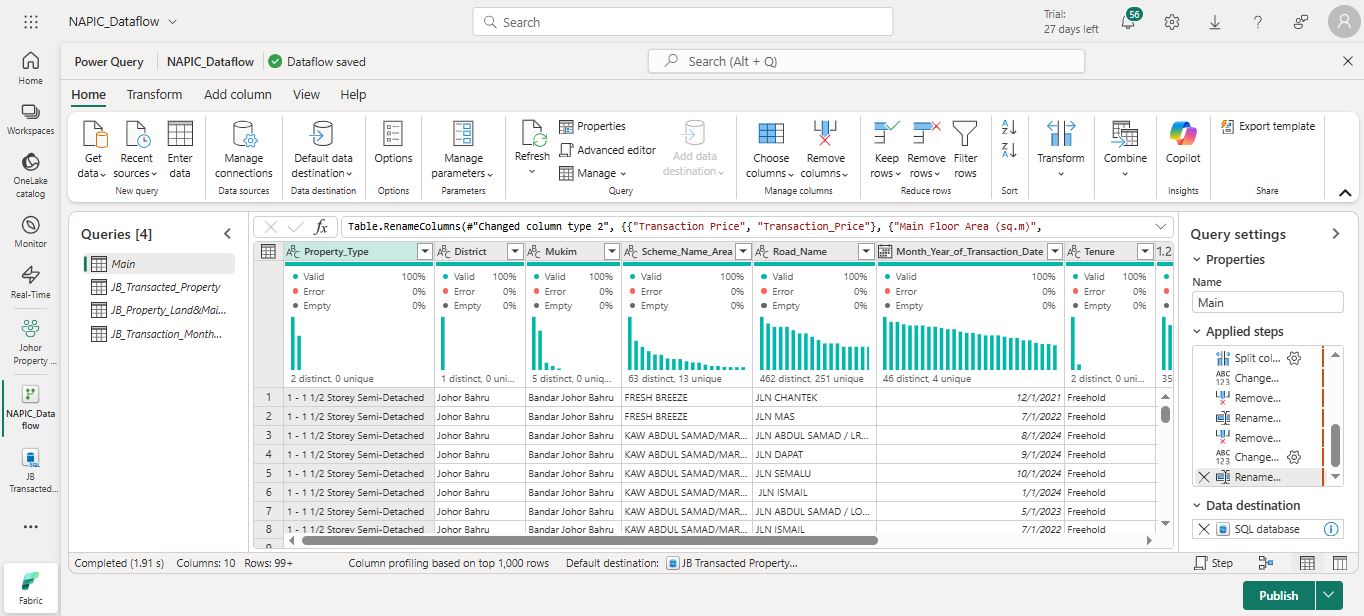 NAPIC_Dataflow
Search
Trial:
27 days left
56
Home
Workspaces
OneLake
catalog
Monitor
Real-Time
Johor
Property ...
NAPIC_Data
flow
SQL
JB
Transacted...
Fabric
Power Query
NAPIC_Dataflow
Dataflow saved
Search (Alt + Q)
Home Transform Add column View Help
Get
data
Recent
sources
Enter
data
New query
Manage
connections
Data sources
Default data
destination
Data destination
Options
Options
Manage
parameters
Parameters
Refresh
Properties
Advanced editor
Manage
Add data
destination
Query
Choose
columns
Remove
columns
Manage columns
Keep
rows
Remove
rows
Filter
rows
Reduce rows
Sort
Transform
Combine
Copilot
Insights
Export template
Share
Queries [4]
Main
JB_Transacted_Property
JB_Property_Land&Mai...
JB_Transaction_Month...
fx
Table.RenameColumns(#"Changed column type 2", {{"Transaction Price", "Transaction_Price"}, {"Main Floor Area (sq.m)",
Property_Type District Mukim Scheme_Name_Area Road_Name Month_Year_of_Transaction_Date Tenure 1.2
Valid 100% Valid 100% Valid 100% Valid 100% Valid 100% Valid 100% Valid 100%
Error 0% Error 0% Error 0% Error 0% Error 0% Error 0% Error 0%
Empty 0% Empty 0% Empty 0% Empty 0% Empty 0% Empty 0% Empty 0%
2 distinct, 0 unique 1 distinct, 0 uni... 5 distinct, 0 uniq... 63 distinct, 13 unique 462 distinct, 251 unique 46 distinct, 4 unique 2 distinct, 0 uni... 35
1 1 - 1 1/2 Storey Semi-Detached Johor Bahru Bandar Johor Bahru FRESH BREEZE JLN CHANTEK 12/1/2021 Freehold
2 1 - 1 1/2 Storey Semi-Detached Johor Bahru Bandar Johor Bahru FRESH BREEZE JLN MAS 7/1/2022 Freehold
3 1 - 1 1/2 Storey Semi-Detached Johor Bahru Bandar Johor Bahru KAW ABDUL SAMAD/MAR... JLN ABDUL SAMAD / LR... 8/1/2024 Freehold
4 1 - 1 1/2 Storey Semi-Detached Johor Bahru Bandar Johor Bahru KAW ABDUL SAMAD/MAR... JLN DAPAT 9/1/2024 Freehold
5 1 - 1 1/2 Storey Semi-Detached Johor Bahru Bandar Johor Bahru KAW ABDUL SAMAD/MAR... JLN SEMALU 10/1/2024 Freehold
6 1 - 1 1/2 Storey Semi-Detached Johor Bahru Bandar Johor Bahru KAW ABDUL SAMAD/MAR... JLN ISMAIL 1/1/2024 Freehold
7 1 - 1 1/2 Storey Semi-Detached Johor Bahru Bandar Johor Bahru KAW ABDUL SAMAD/MAR... JLN ABDUL SAMAD / LO... 5/1/2023 Freehold
8 1 - 1 1/2 Storey Semi-Detached Johor Bahru Bandar Johor Bahru KAW ABDUL SAMAD/MAR... JLN ISMAIL 7/1/2022 Freehold
Query settings
Properties
Name
Main
Applied steps
Split col...
Change...
Remove...
Rename...
Remove...
Change...
Rename...
Data destination
SQL database
Completed (1.91 s) Columns: 10 Rows: 99+ Column profiling based on top 1,000 rows Default destination: JB Transacted Property...
Step
Publish